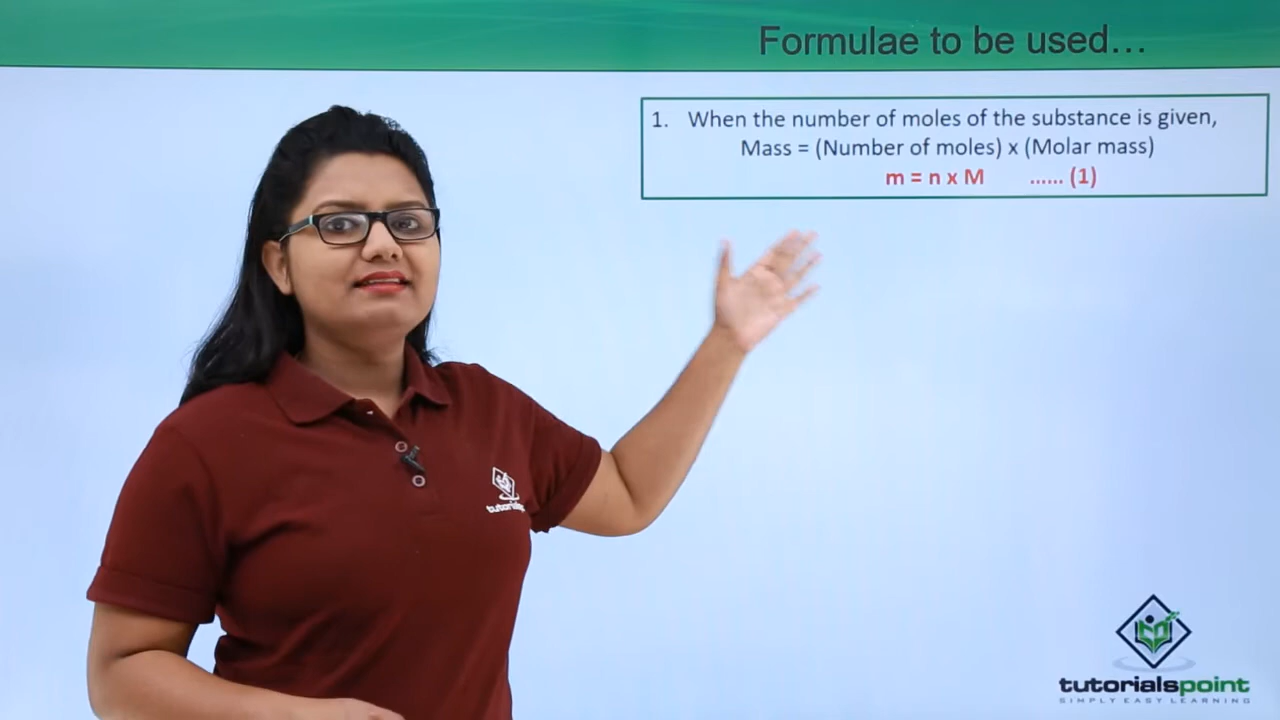 Formulae to be used...
1. When the number of moles of the substance is given,
Mass = (Number of moles) x (Molar mass)
m = n x M ...... (1)
tutorialspoint
SIMPLY EASY LEARNING